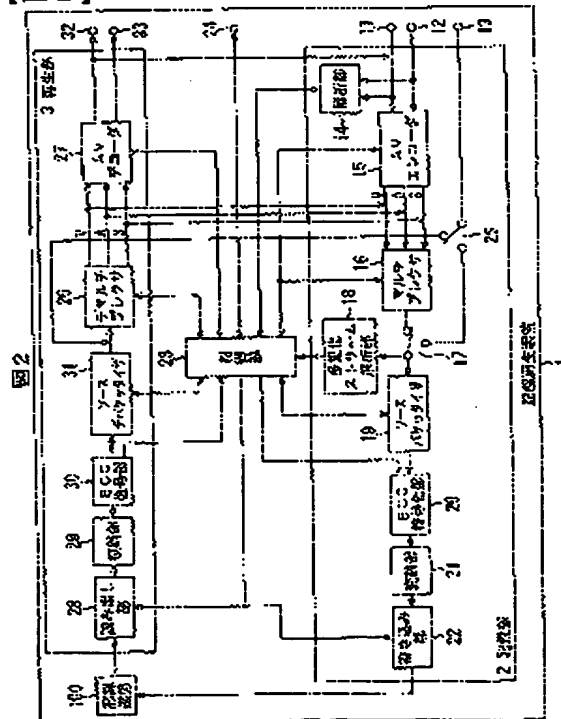 図2
3 再生部
32
33
24
11
12
13
27
AV
デコーダ
14
解析部
15
AV
エンコーダ
26
デマルチ
プレクサ
V
A
S
16
マルチ
プレクサ
25
31
ソース
デパケッタイザ
23
制御部
18
多重化
ストリーム
解析部
17
19
ソース
パケッタイザ
30
ECC
復号部
20
ECC
符号化部
29
復調部
21
変調部
28
読み出し
部
22
書き込み
部
100
記録
媒体
2 記録部
記録再生装置
1